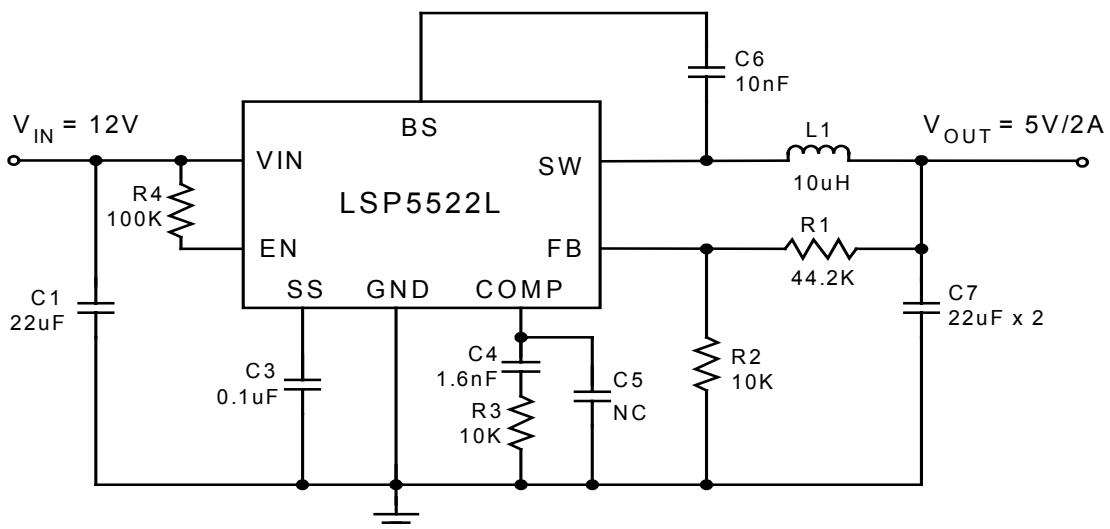 C6
10nF
V IN = 12V
BS
L1
V OUT = 5V/2A
VIN
SW
10uH
R4
100K
LSP5522L
R1
EN
FB
44.2K
SS
GND
COMP
C1
22uF
C7
22uF x 2
C4
1.6nF
R2
10K
C3
0.1uF
C5
NC
R3
10K